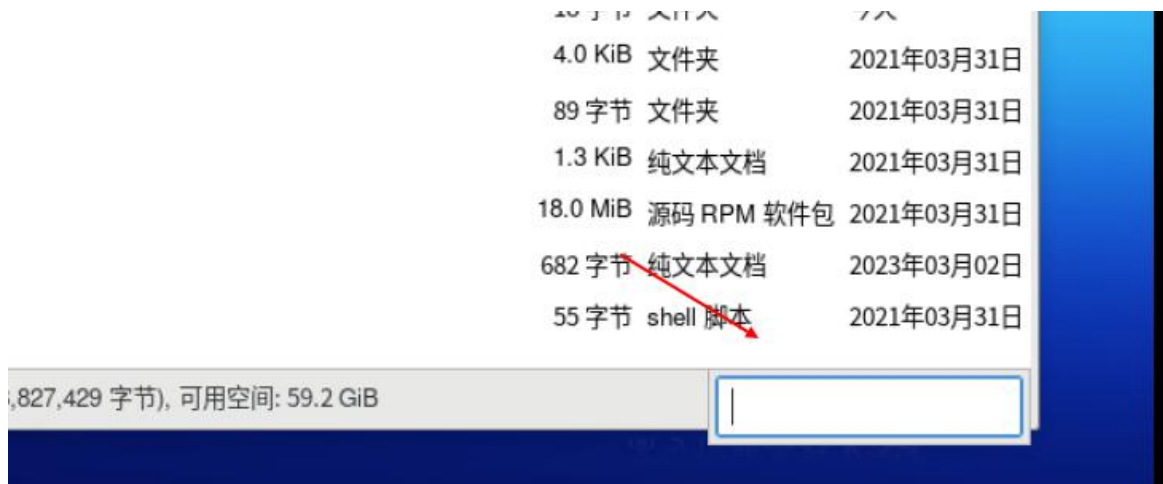 4.0 KiB 文件夹 2021年03月31日
89 字节 文件夹 2021年03月31日
1.3 KiB 纯文本文档 2021年03月31日
18.0 MiB 源码 RPM 软件包 2021年03月31日
682 字节 纯文本文档 2023年03月02日
55 字节 shell 脚本 2021年03月31日
,827,429 字节), 可用空间: 59.2 GiB